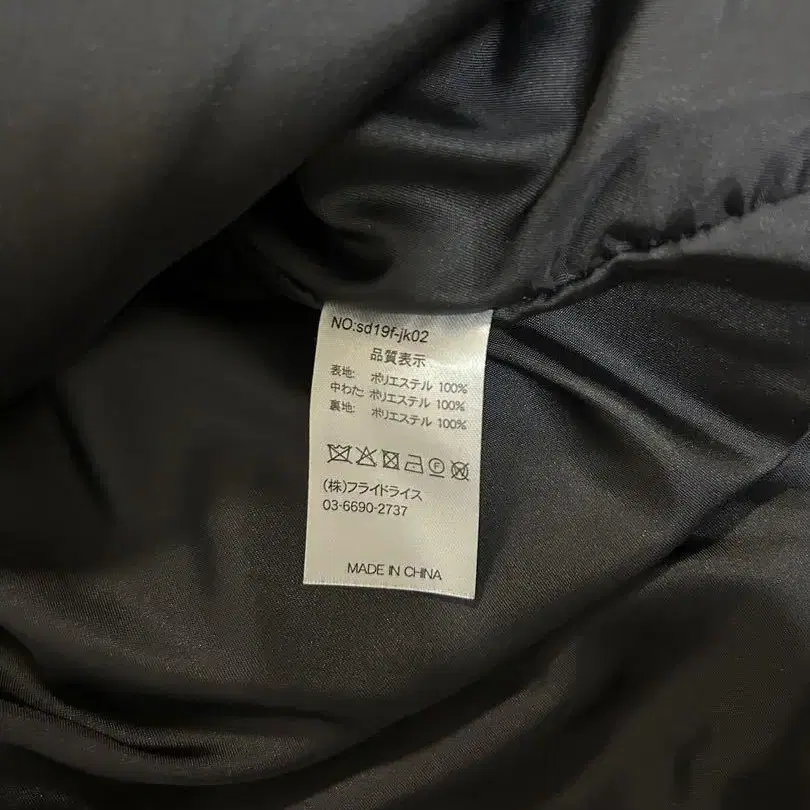 NO:sd19f-jk02
品質表示
表地: ポリエステル 100%
中わた: ポリエステル 100%
裏地: ポリエステル 100%
F
(株)フライドライス
03-6690-2737
MADE IN CHINA